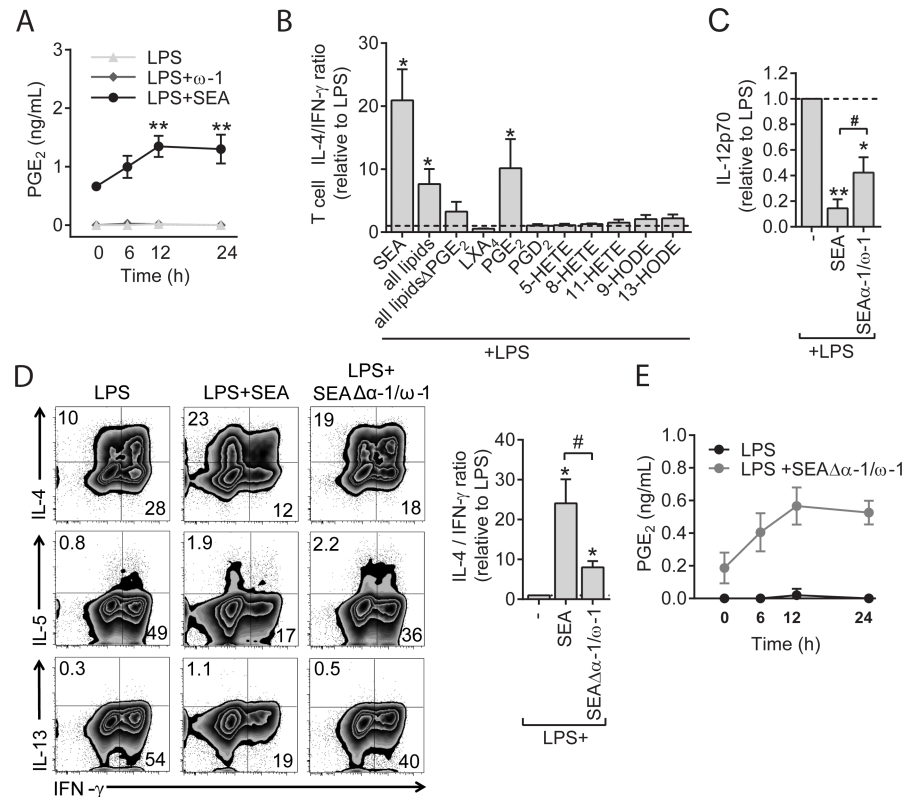 A
PGE2 (ng/mL)
3
2
1
0
LPS
LPS+ω-1
LPS+SEA
**
**
0 6 12 24
Time (h)
B
T cell IL-4/IFN-γ ratio
(relative to LPS)
30
20
10
0
*
*
*
SEA
all lipids
all lipidsΔPGE2
LXA4
PGE2
PGD2
5-HETE
8-HETE
11-HETE
9-HODE
13-HODE
+LPS
C
IL-12p70
(relative to LPS)
1.2
1.0
0.8
0.6
0.4
0.2
0.0
#
**
*
-
SEA
SEAα-1/ω-1
+LPS
D
LPS
LPS+SEA
LPS+
SEAΔα-1/ω-1
IL-4
10
28
23
12
19
18
IL-5
0.8
49
1.9
17
2.2
36
IL-13
0.3
54
1.1
19
0.5
40
IFN -γ
IL-4 / IFN-γ ratio
(relative to LPS)
40
30
20
10
0
#
*
*
-
SEA
SEAΔα-1/ω-1
LPS+
E
PGE2 (ng/mL)
1.0
0.8
0.6
0.4
0.2
0.0
LPS
LPS +SEAΔα-1/ω-1
0 6 12 24
Time (h)